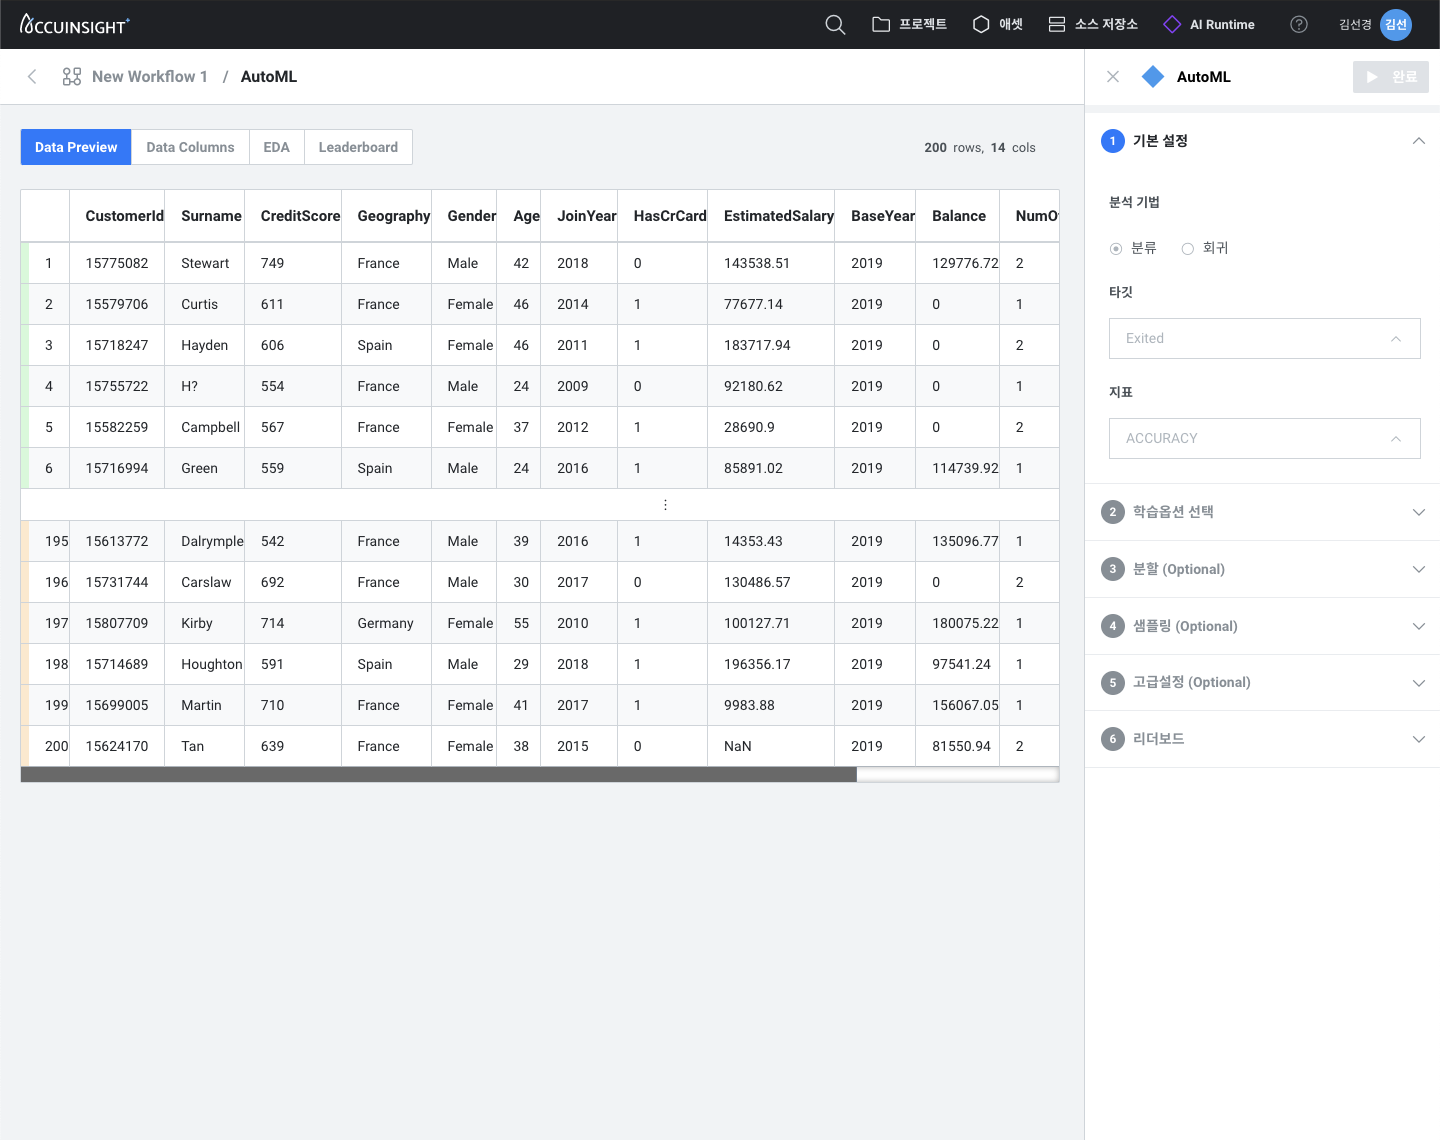 ACCUINSIGHT+
프로젝트 애셋 소스 저장소 AI Runtime ? 김선경 김선
New Workflow 1 / AutoML
AutoML 완료
Data Preview Data Columns EDA Leaderboard 200 rows, 14 cols
CustomerId Surname CreditScore Geography Gender Age JoinYear HasCrCard EstimatedSalary BaseYear Balance NumO
1 15775082 Stewart 749 France Male 42 2018 0 143538.51 2019 129776.72 2
2 15579706 Curtis 611 France Female 46 2014 1 77677.14 2019 0 1
3 15718247 Hayden 606 Spain Female 46 2011 1 183717.94 2019 0 2
4 15755722 H? 554 France Male 24 2009 0 92180.62 2019 0 1
5 15582259 Campbell 567 France Female 37 2012 1 28690.9 2019 0 2
6 15716994 Green 559 Spain Male 24 2016 1 85891.02 2019 114739.92 1
⋮
195 15613772 Dalrymple 542 France Male 39 2016 1 14353.43 2019 135096.77 1
196 15731744 Carslaw 692 France Male 30 2017 0 130486.57 2019 0 2
197 15807709 Kirby 714 Germany Female 55 2010 1 100127.71 2019 180075.22 1
198 15714689 Houghton 591 Spain Male 29 2018 1 196356.17 2019 97541.24 1
199 15699005 Martin 710 France Female 41 2017 1 9983.88 2019 156067.05 1
200 15624170 Tan 639 France Female 38 2015 0 NaN 2019 81550.94 2
1 기본 설정
분석 기법
분류 회귀
타깃
Exited
지표
ACCURACY
2 학습옵션 선택
3 분할 (Optional)
4 샘플링 (Optional)
5 고급설정 (Optional)
6 리더보드